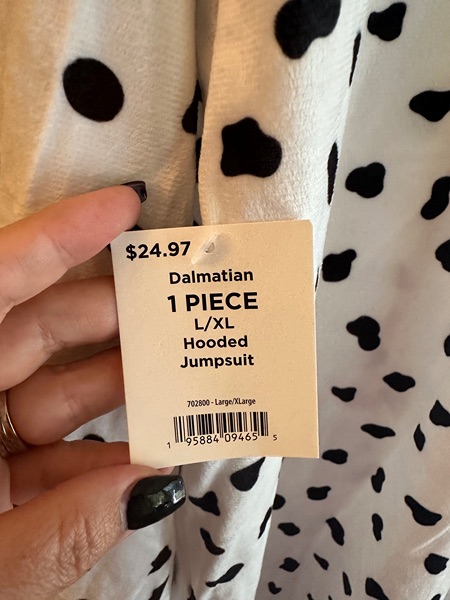 $24.97
Dalmatian
1 PIECE
L/XL
Hooded
Jumpsuit
702800 - Large/XLarge
1 95884 09465 5